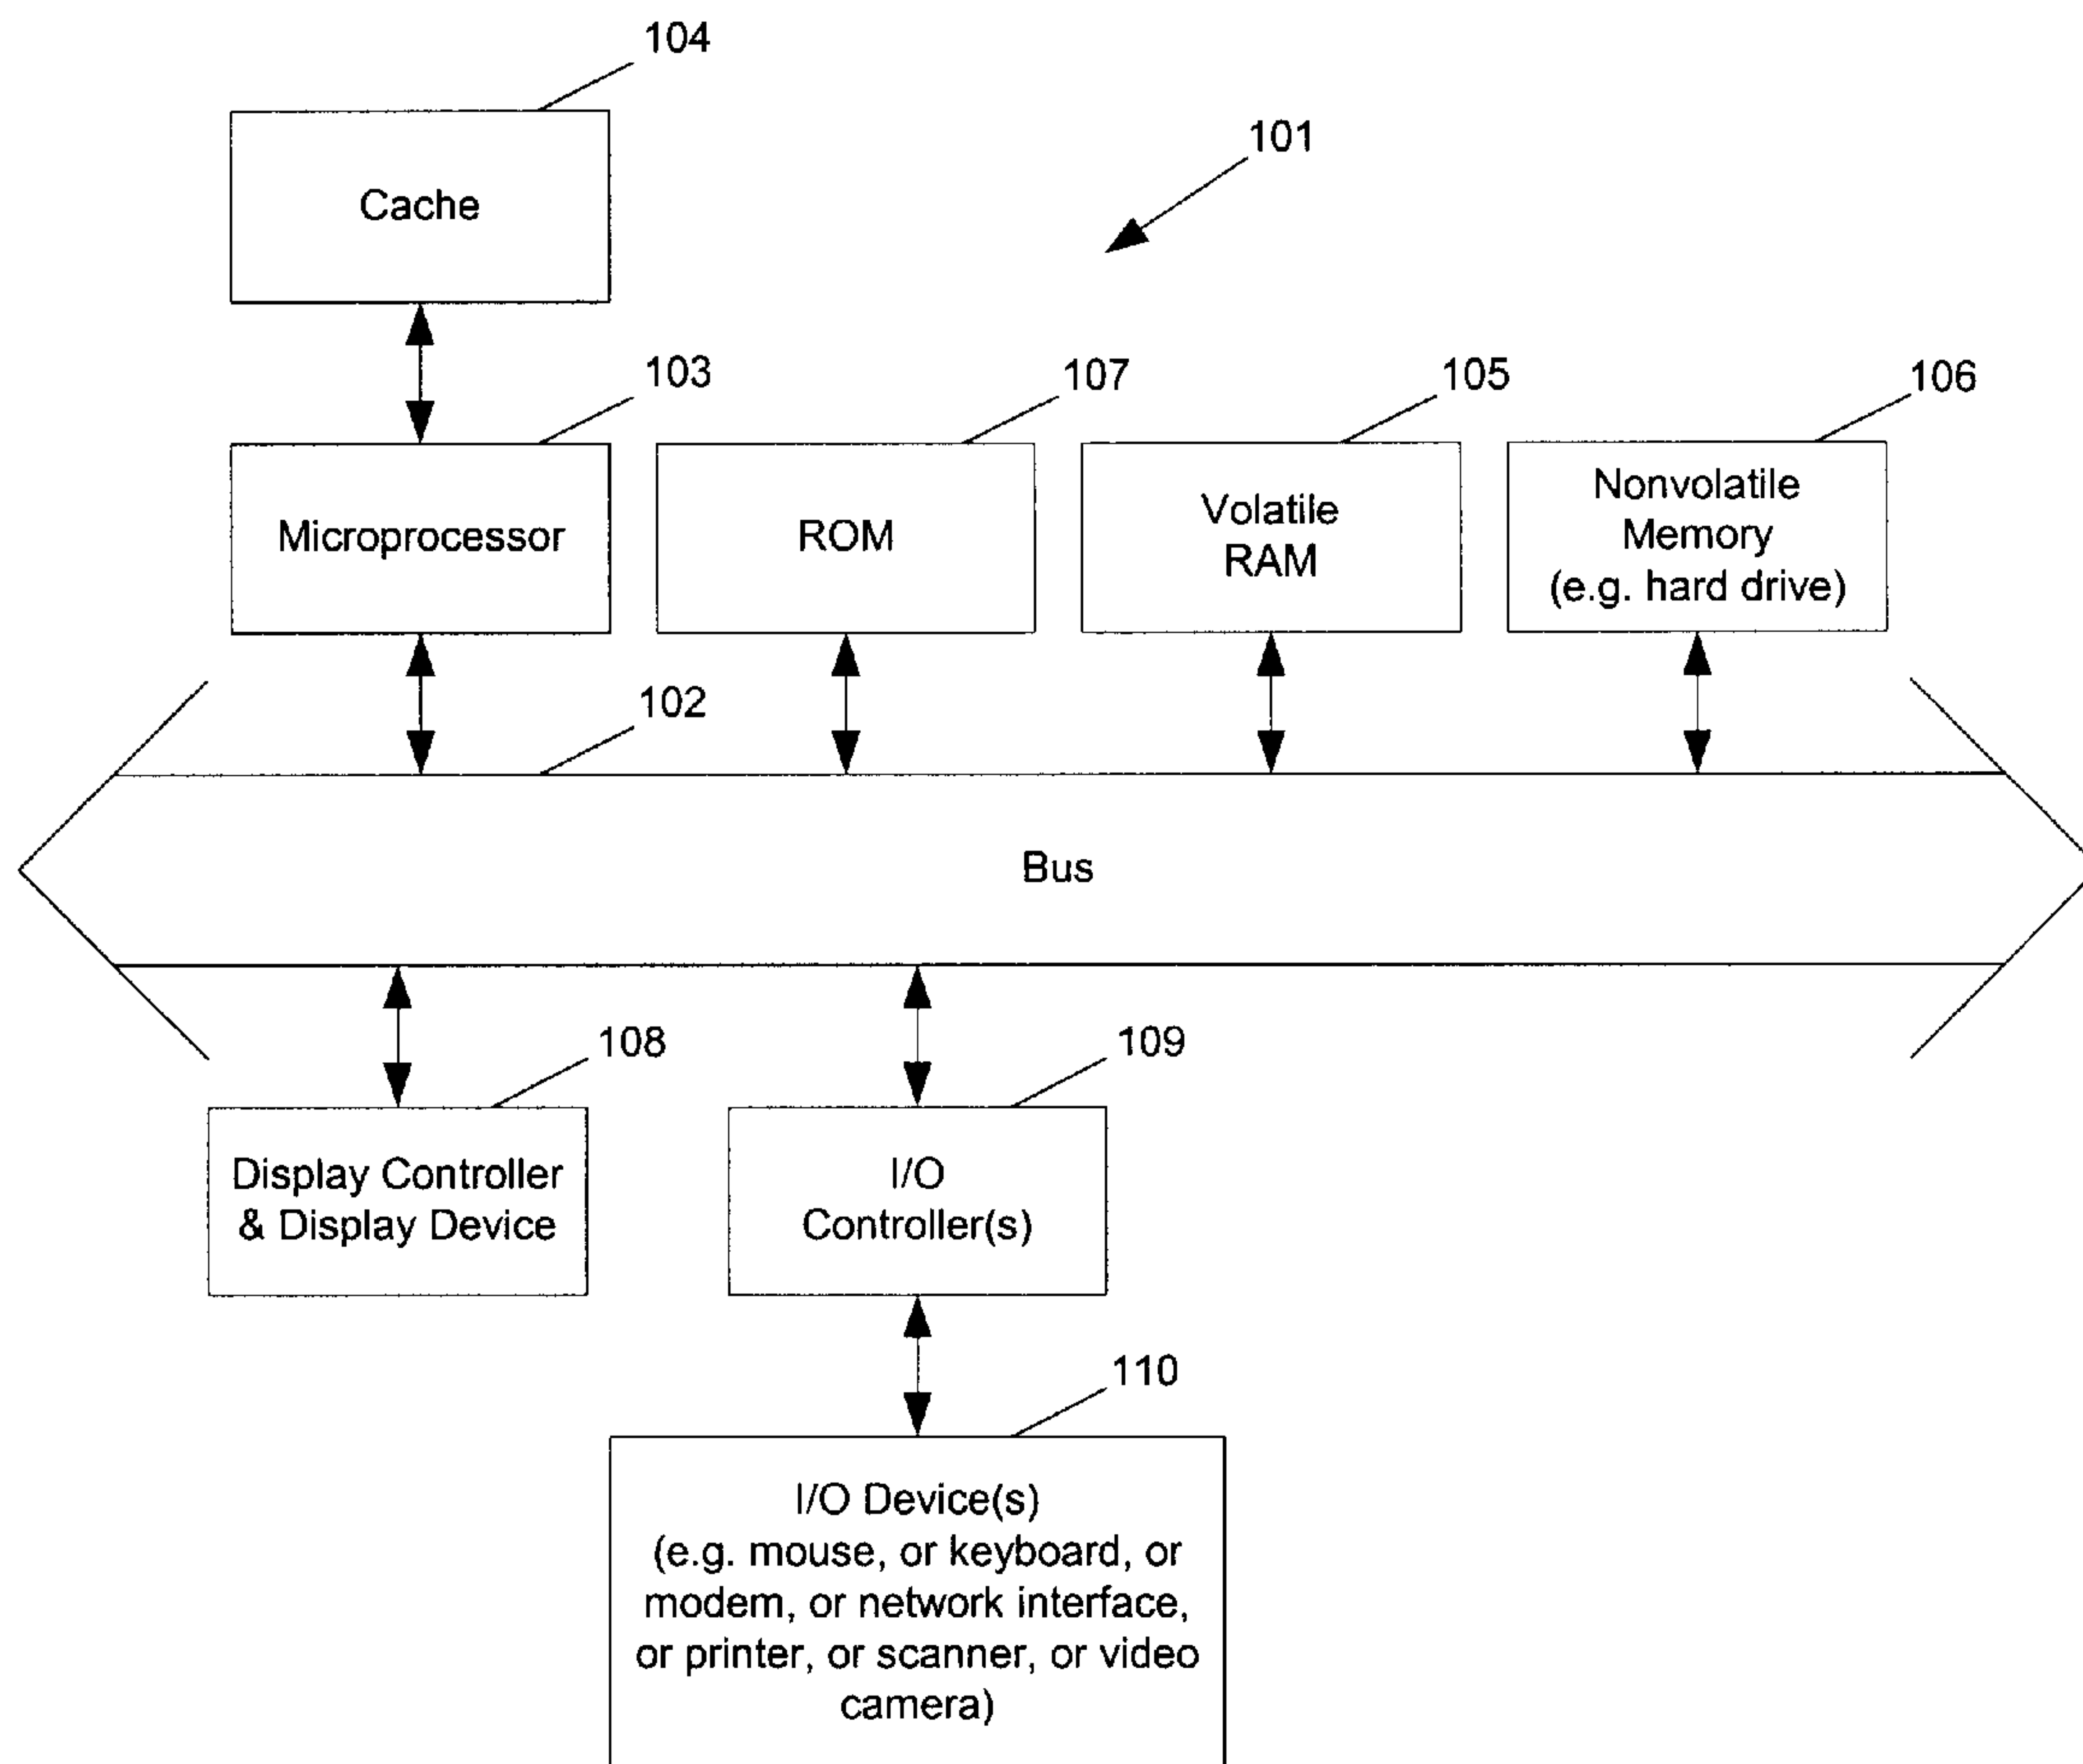 104
101
Cache
103
107
105
106
Microprocessor
ROM
Volatile
RAM
Nonvolatile
Memory
(e.g. hard drive)
102
Bus
108
109
Display Controller
& Display Device
I/O
Controller(s)
110
I/O Device(s)
(e.g. mouse, or keyboard, or
modem, or network interface,
or printer, or scanner, or video
camera)